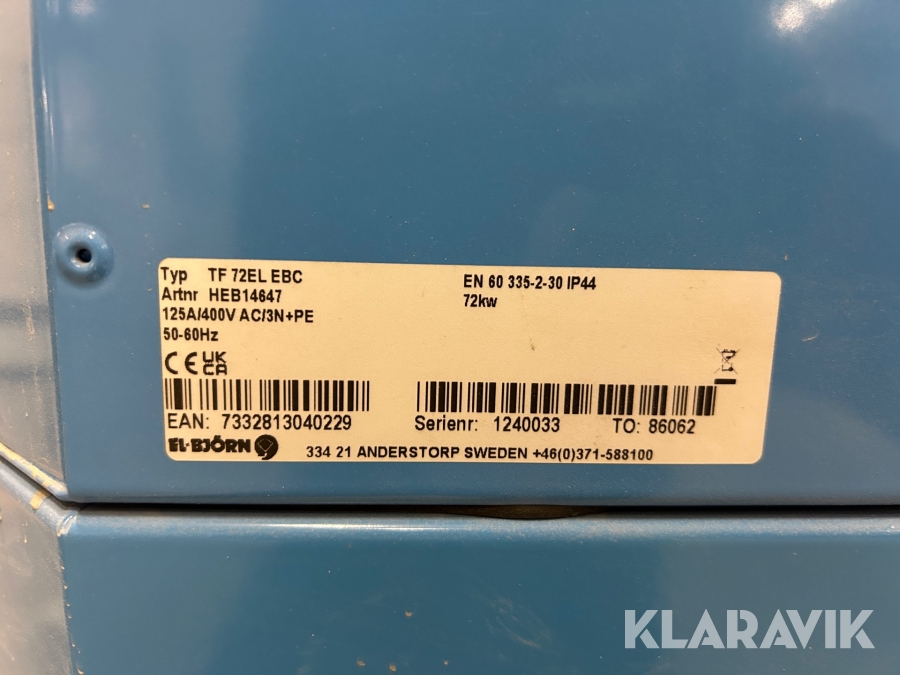 Typ TF 72EL EBC
Artnr HEB14647
125A/400V AC/3N+PE
50-60Hz
EN 60 335-2-30 IP44
72kw
CE UK CA
EAN: 7332813040229
Serienr: 1240033 TO: 86062
EL-BJÖRN
334 21 ANDERSTORP SWEDEN +46(0)371-588100
KLARAVIK